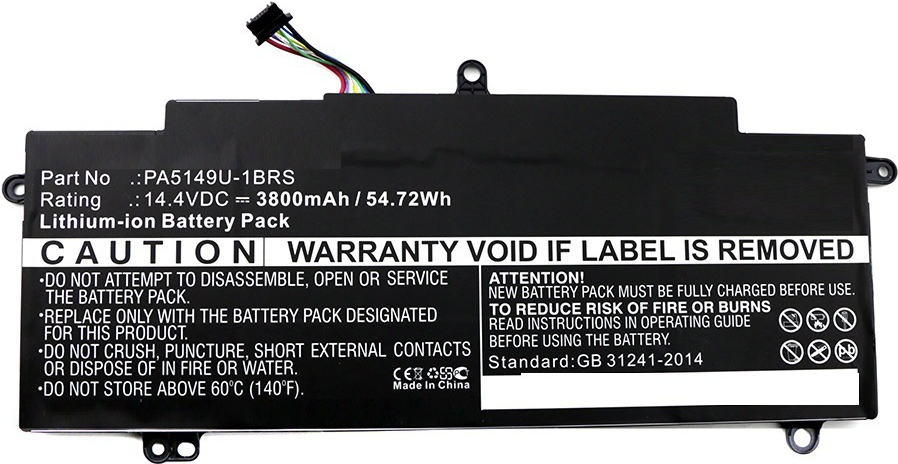 Part No .:PA5149U-1BRS
Rating .:14.4VDC ⎓ 3800mAh / 54.72Wh
Lithium-ion Battery Pack
CAUTION WARRANTY VOID IF LABEL IS REMOVED
•DO NOT ATTEMPT TO DISASSEMBLE, OPEN OR SERVICE
THE BATTERY PACK.
•REPLACE ONLY WITH THE BATTERY PACK DESIGNATED
FOR THIS PRODUCT.
•DO NOT CRUSH, PUNCTURE, SHORT EXTERNAL CONTACTS
OR DISPOSE OF IN FIRE OR WATER.
•DO NOT STORE ABOVE 60°C (140°F).
CE
Made In China
ATTENTION!
NEW BATTERY PACK MUST BE FULLY CHARGED BEFORE USE.
TO REDUCE RISK OF FIRE OR BURNS
READ INSTRUCTIONS IN OPERATING GUIDE
BEFORE USING BATTERY.
Standard:GB 31241-2014